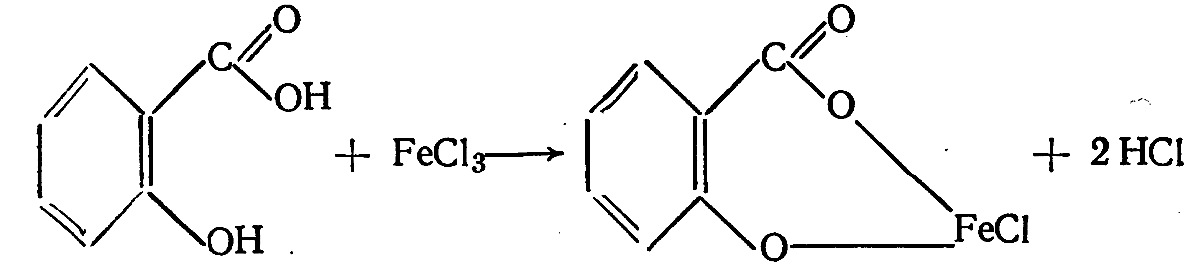 O
C
OH
OH
+ FeCl₃ →
O
C
O
O
FeCl
+ 2 HCl